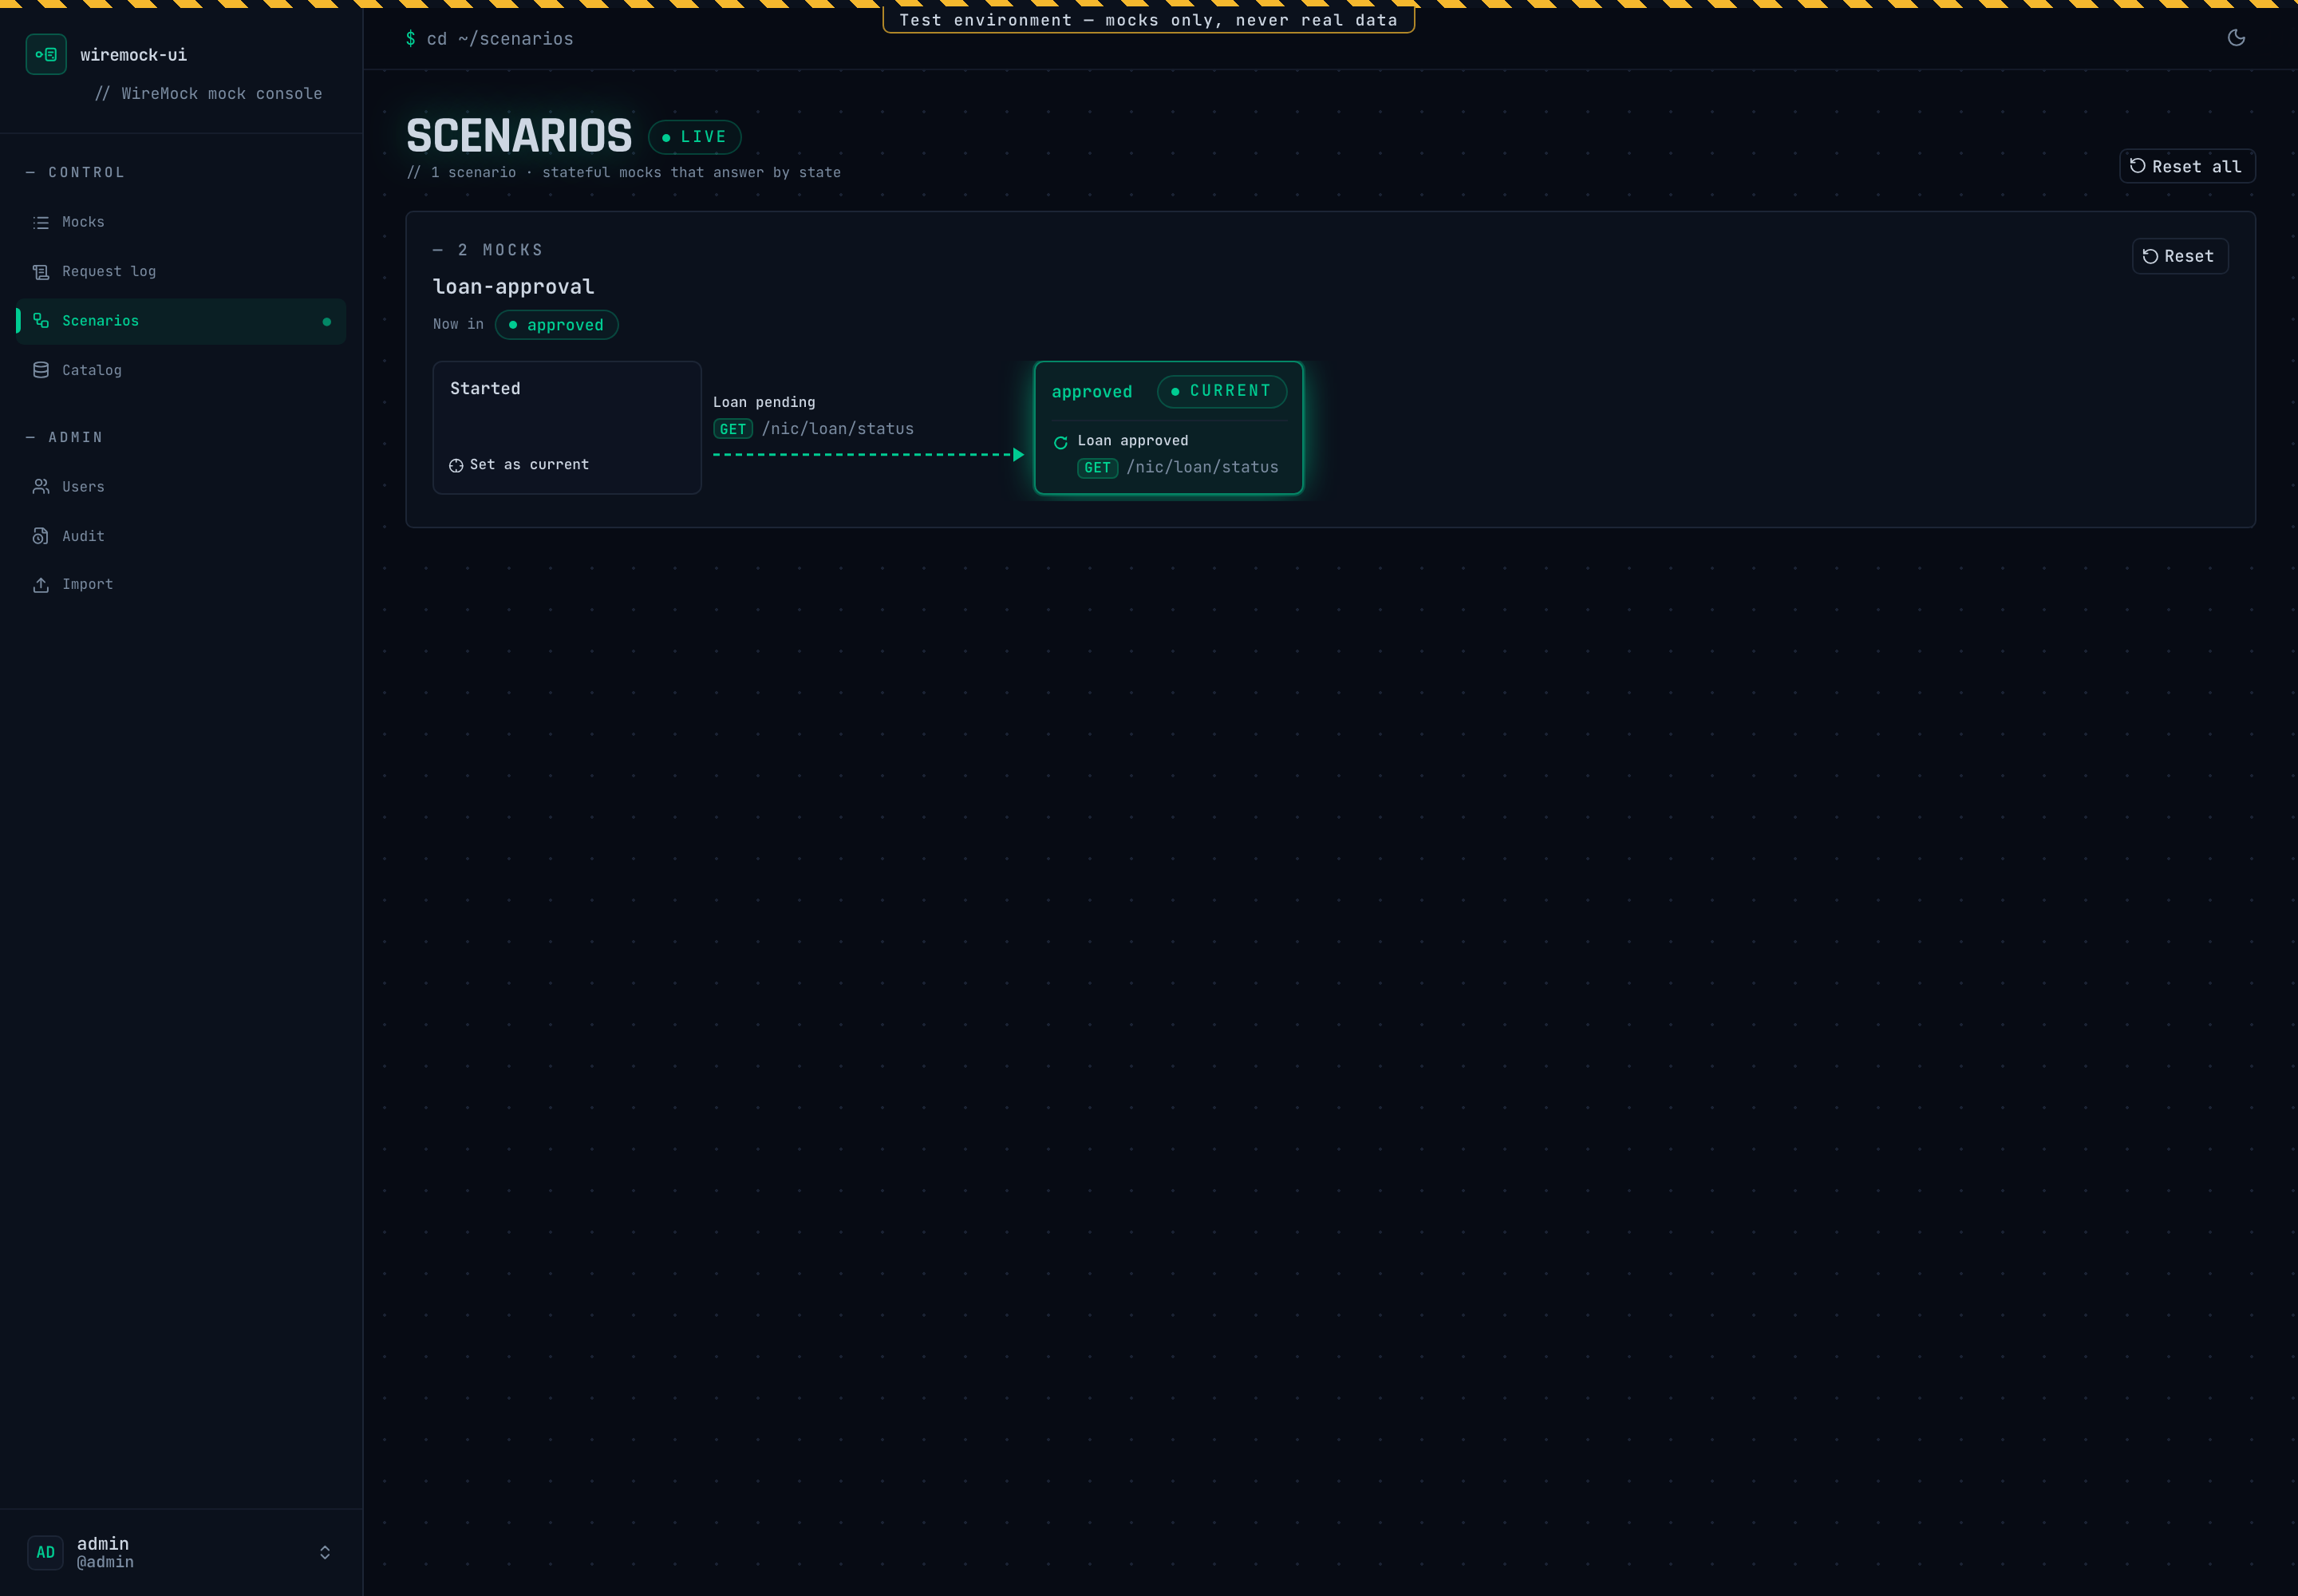 Test environment — mocks only, never real data
wiremock-ui
// WireMock mock console
$ cd ~/scenarios
— CONTROL
Mocks
Request log
Scenarios
Catalog
— ADMIN
Users
Audit
Import
AD
admin
@admin
SCENARIOS
LIVE
// 1 scenario · stateful mocks that answer by state
Reset all
— 2 MOCKS
Reset
loan-approval
Now in approved
Started
Set as current
Loan pending
GET /nic/loan/status
approved
CURRENT
Loan approved
GET /nic/loan/status